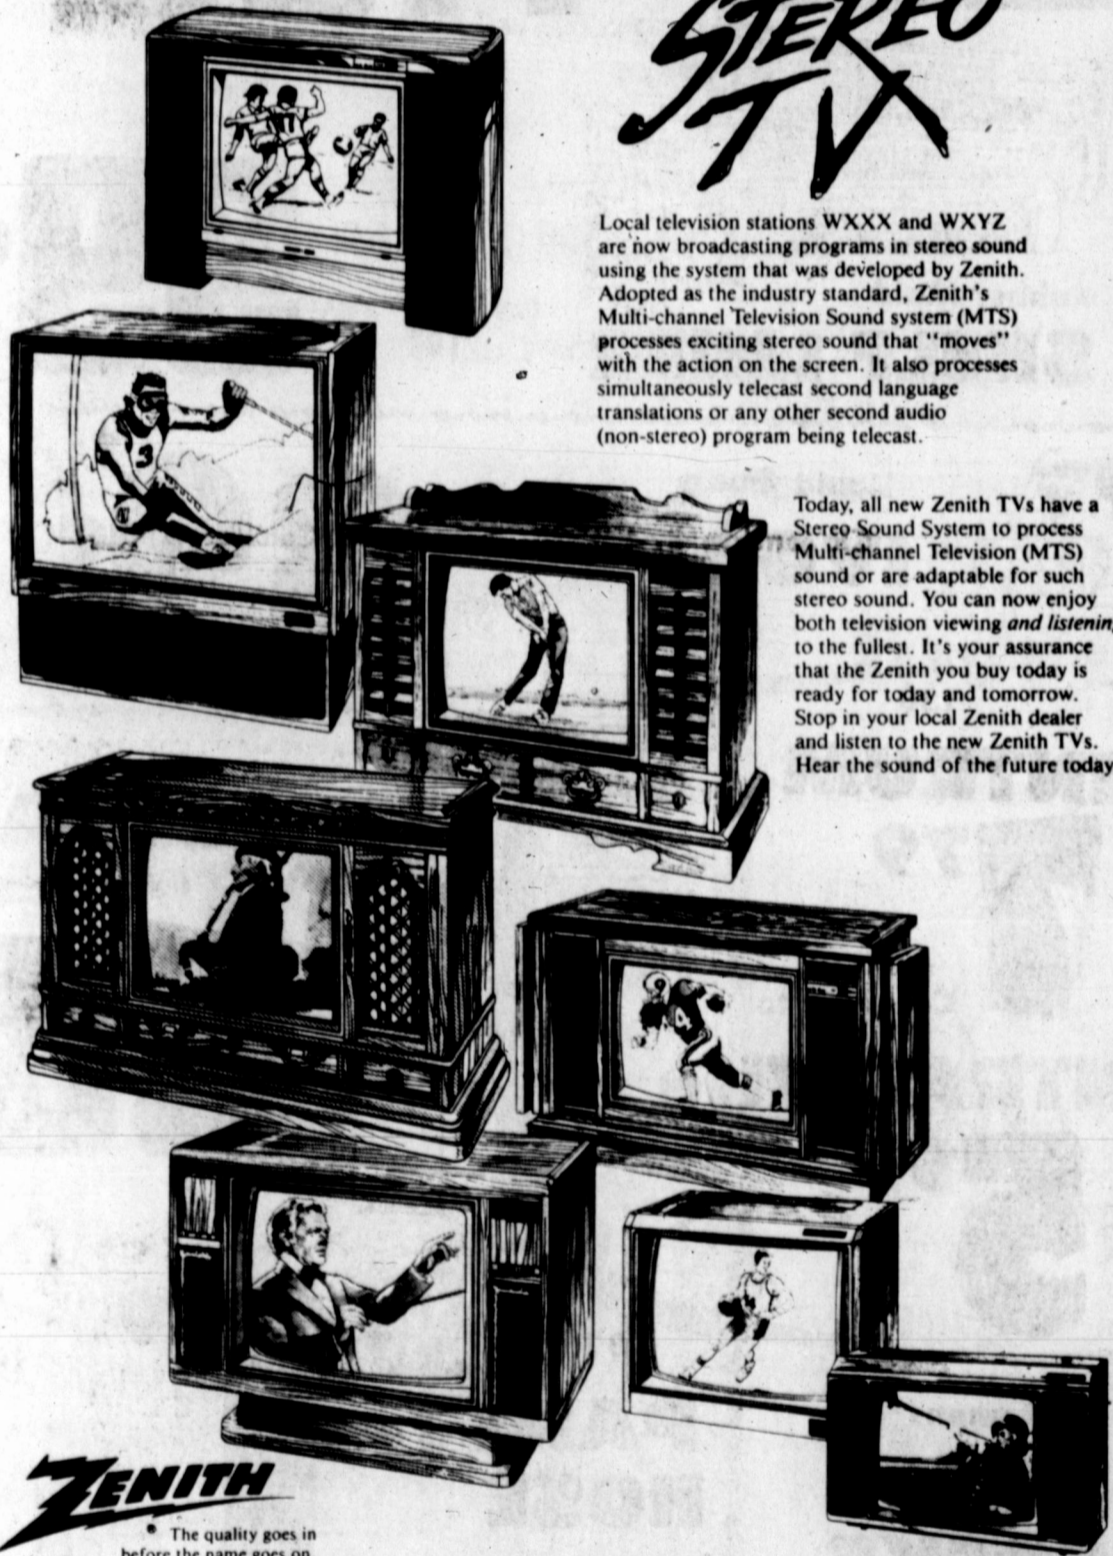 STEREO
TV
Local television stations WXXX and WXYZ
are now broadcasting programs in stereo sound
using the system that was developed by Zenith.
Adopted as the industry standard, Zenith's
Multi-channel Television Sound system (MTS)
processes exciting stereo sound that "moves"
with the action on the screen. It also processes
simultaneously telecast second language
translations or any other second audio
(non-stereo) program being telecast.
Today, all new Zenith TVs have a
Stereo Sound System to process
Multi-channel Television (MTS)
sound or are adaptable for such
stereo sound. You can now enjoy
both television viewing and listening
to the fullest. It's your assurance
that the Zenith you buy today is
ready for today and tomorrow.
Stop in your local Zenith dealer
and listen to the new Zenith TVs.
Hear the sound of the future today
11
3
4
ZENITH
® The quality goes in
before the name goes on